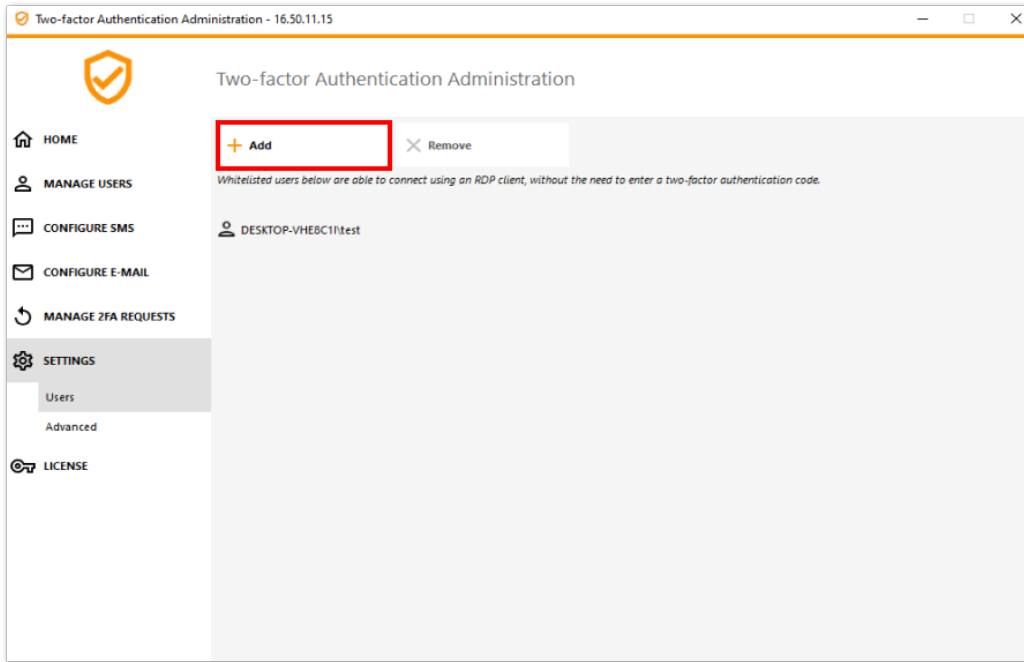 Two-factor Authentication Administration - 16.50.11.15
Two-factor Authentication Administration
HOME
MANAGE USERS
CONFIGURE SMS
CONFIGURE E-MAIL
MANAGE 2FA REQUESTS
SETTINGS
Users
Advanced
LICENSE
Add
Remove
Whitelisted users below are able to connect using an RDP client, without the need to enter a two-factor authentication code.
DESKTOP-VHE8C1I\test